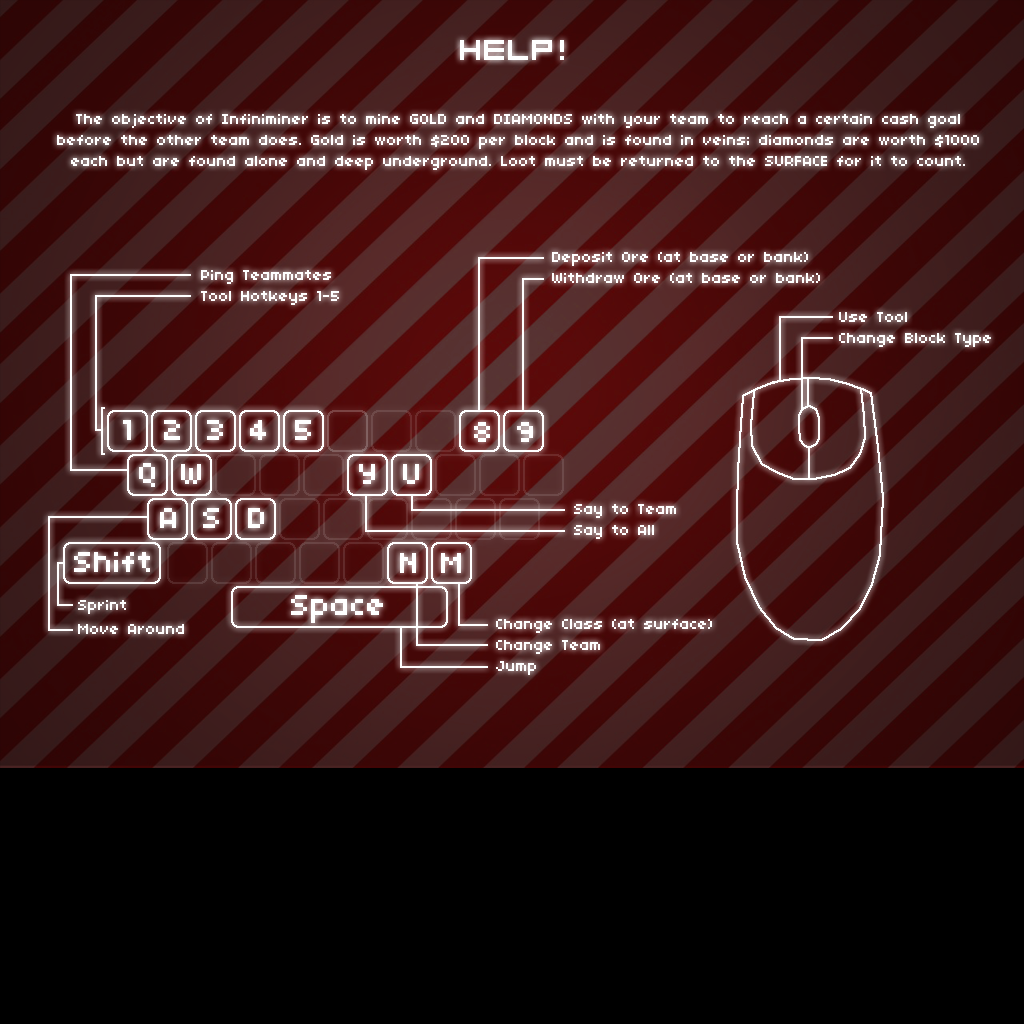 HELP!
The objective of Infiniminer is to mine GOLD and DIAMONDS with your team to reach a certain cash goal
before the other team does. Gold is worth $200 per block and is found in veins; diamonds are worth $1000
each but are found alone and deep underground. Loot must be returned to the SURFACE for it to count.
Deposit Ore (at base or bank)
Withdraw Ore (at base or bank)
Ping Teammates
Tool Hotkeys 1-5
Use Tool
Change Block Type
1 2 3 4 5 8 9
Q W Y U
A S D
Say to Team
Say to All
Shift N M
Space
Sprint
Move Around
Change Class (at surface)
Change Team
Jump